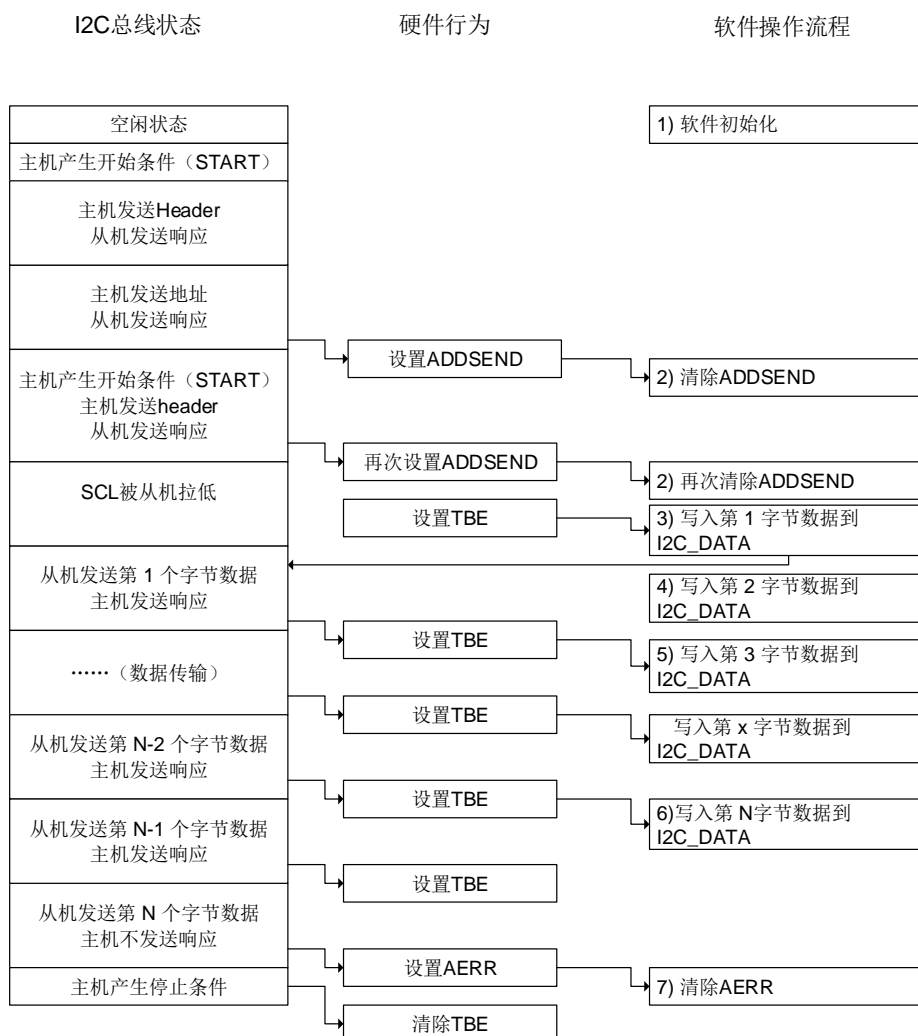 I2C总线状态
硬件行为
软件操作流程
空闲状态
1) 软件初始化
主机产生开始条件（START）
主机发送Header
从机发送响应
主机发送地址
从机发送响应
设置ADDSEND
2) 清除ADDSEND
主机产生开始条件（START）
主机发送header
从机发送响应
再次设置ADDSEND
2) 再次清除ADDSEND
SCL被从机拉低
设置TBE
3) 写入第 1 字节数据到
I2C_DATA
从机发送第 1 个字节数据
主机发送响应
4) 写入第 2 字节数据到
I2C_DATA
设置TBE
5) 写入第 3 字节数据到
I2C_DATA
……（数据传输）
设置TBE
写入第 x 字节数据到
I2C_DATA
从机发送第 N-2 个字节数据
主机发送响应
设置TBE
6)写入第 N字节数据到
I2C_DATA
从机发送第 N-1 个字节数据
主机发送响应
设置TBE
从机发送第 N 个字节数据
主机不发送响应
设置AERR
7) 清除AERR
主机产生停止条件
清除TBE